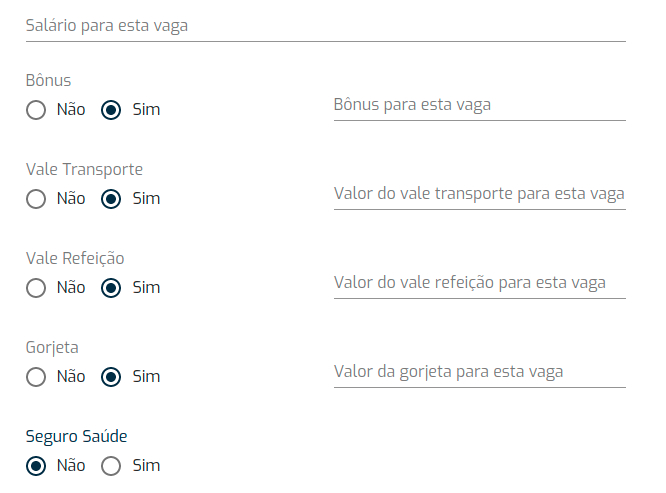 Salário para esta vaga
Bônus
Não Sim Bônus para esta vaga
Vale Transporte
Não Sim Valor do vale transporte para esta vaga
Vale Refeição
Não Sim Valor do vale refeição para esta vaga
Gorjeta
Não Sim Valor da gorjeta para esta vaga
Seguro Saúde
Não Sim